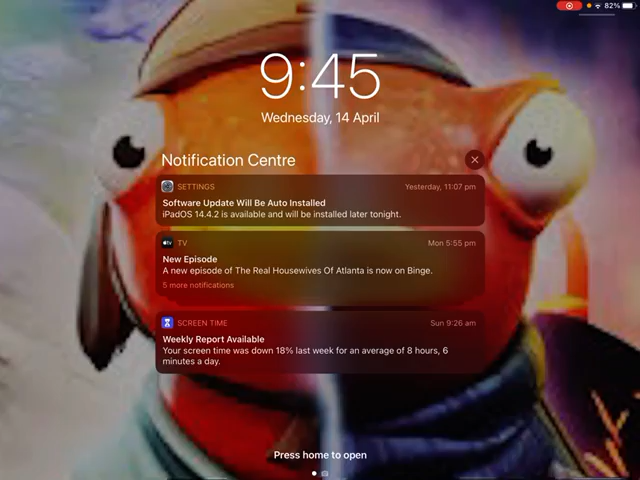 82%
9:45
Wednesday, 14 April
Notification Centre
SETTINGS Yesterday, 11:07 pm
Software Update Will Be Auto Installed
iPadOS 14.4.2 is available and will be installed later tonight.
tv TV Mon 5:55 pm
New Episode
A new episode of The Real Housewives Of Atlanta is now on Binge.
5 more notifications
SCREEN TIME Sun 9:26 am
Weekly Report Available
Your screen time was down 18% last week for an average of 8 hours, 6
minutes a day.
Press home to open